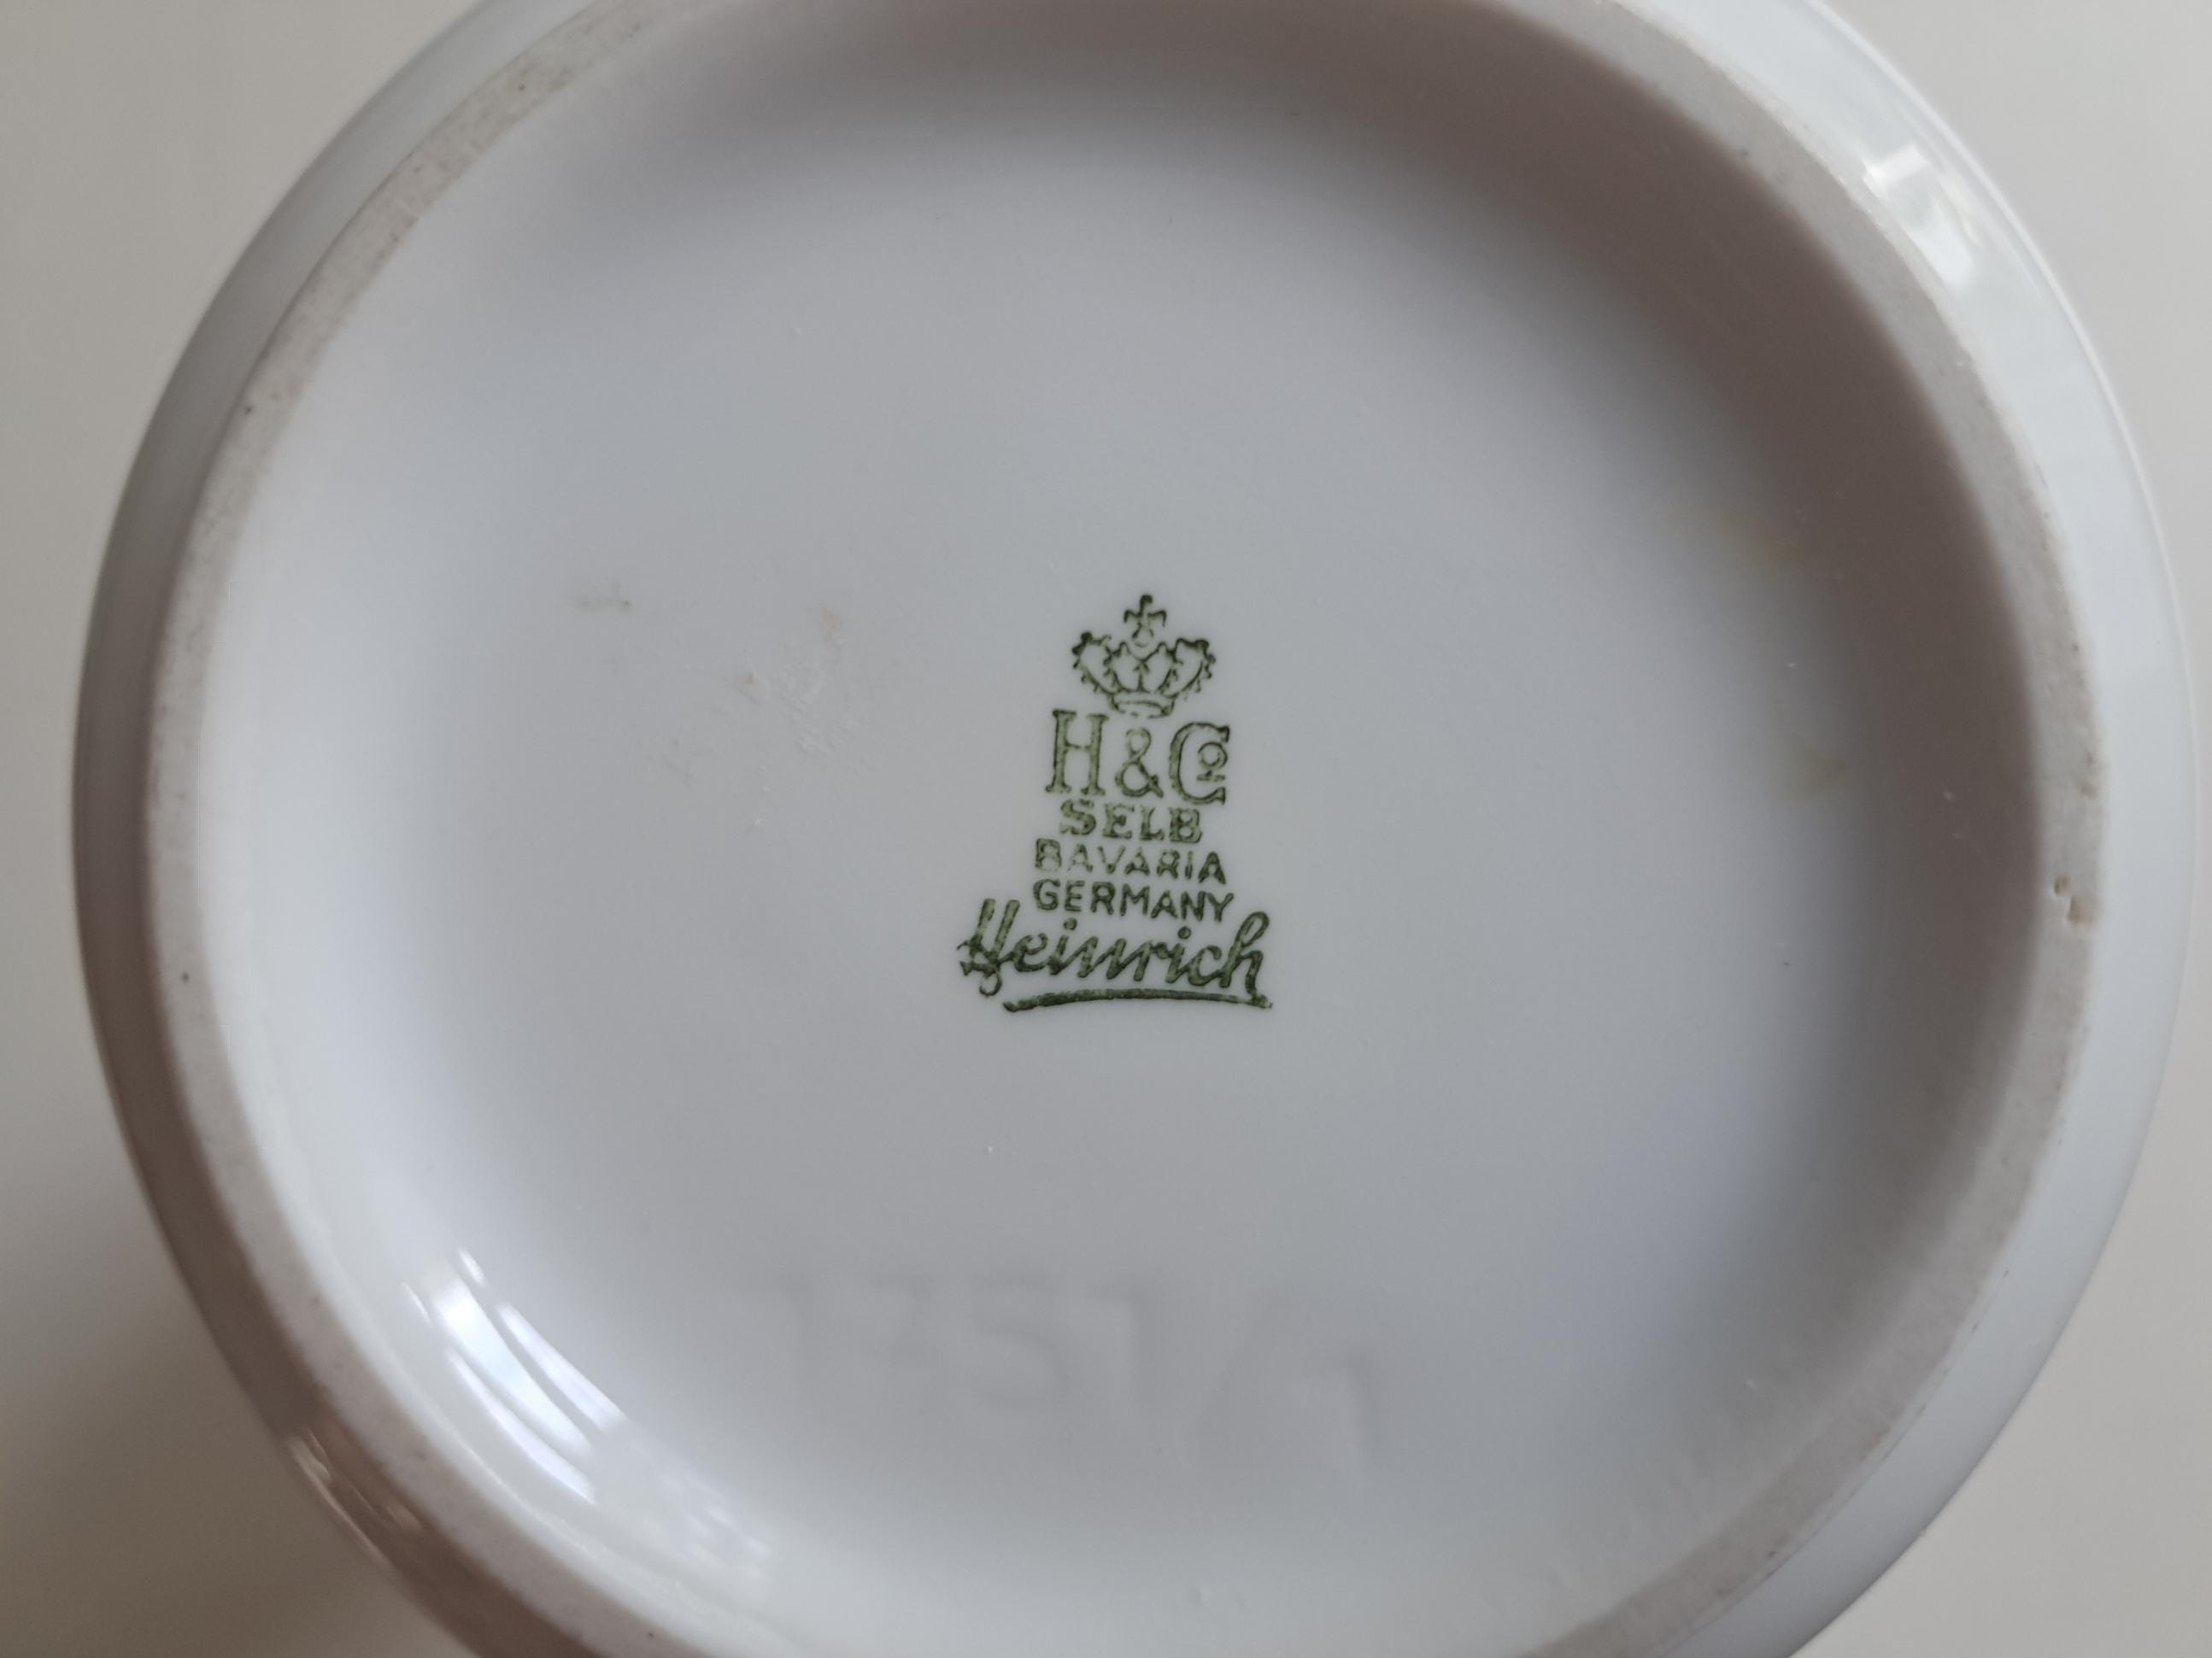 H&Co
SELB
BAVARIA
GERMANY
Heinrich